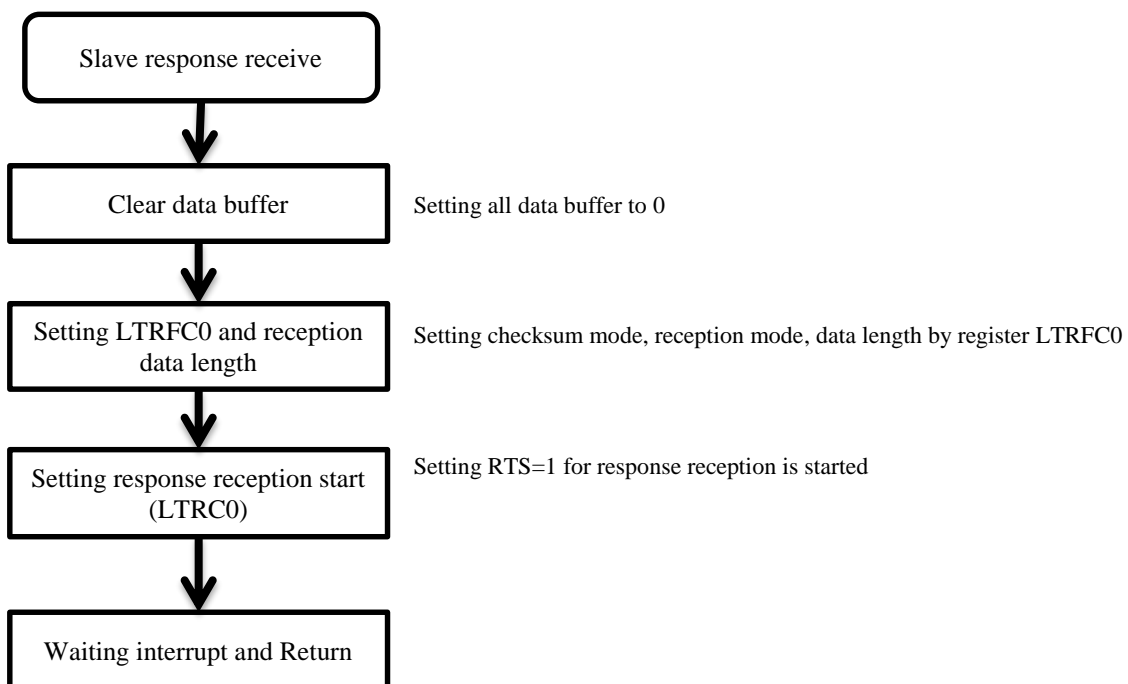 Slave response receive
Clear data buffer
Setting all data buffer to 0
Setting LTRFC0 and reception
data length
Setting checksum mode, reception mode, data length by register LTRFC0
Setting response reception start
(LTRC0)
Setting RTS=1 for response reception is started
Waiting interrupt and Return